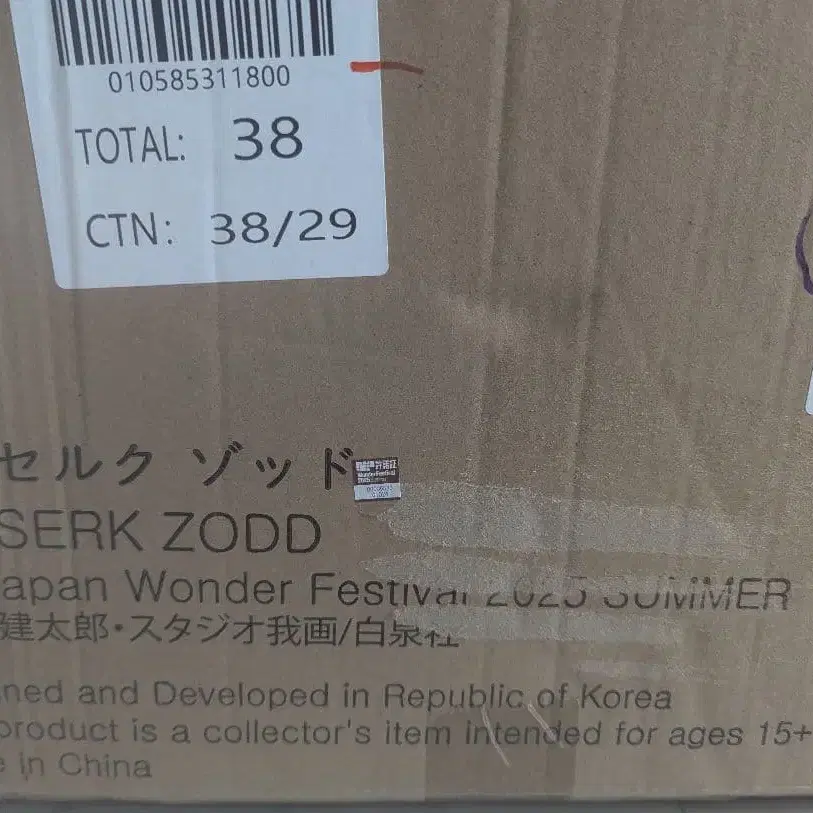 010585311800
TOTAL: 38
CTN: 38/29
セルク ゾッド
SERK ZODD
apan Wonder Festival 2025 SUMMER
建太郎・スタジオ我画/白泉社
ned and Developed in Republic of Korea
product is a collector's item intended for ages 15+
e in China